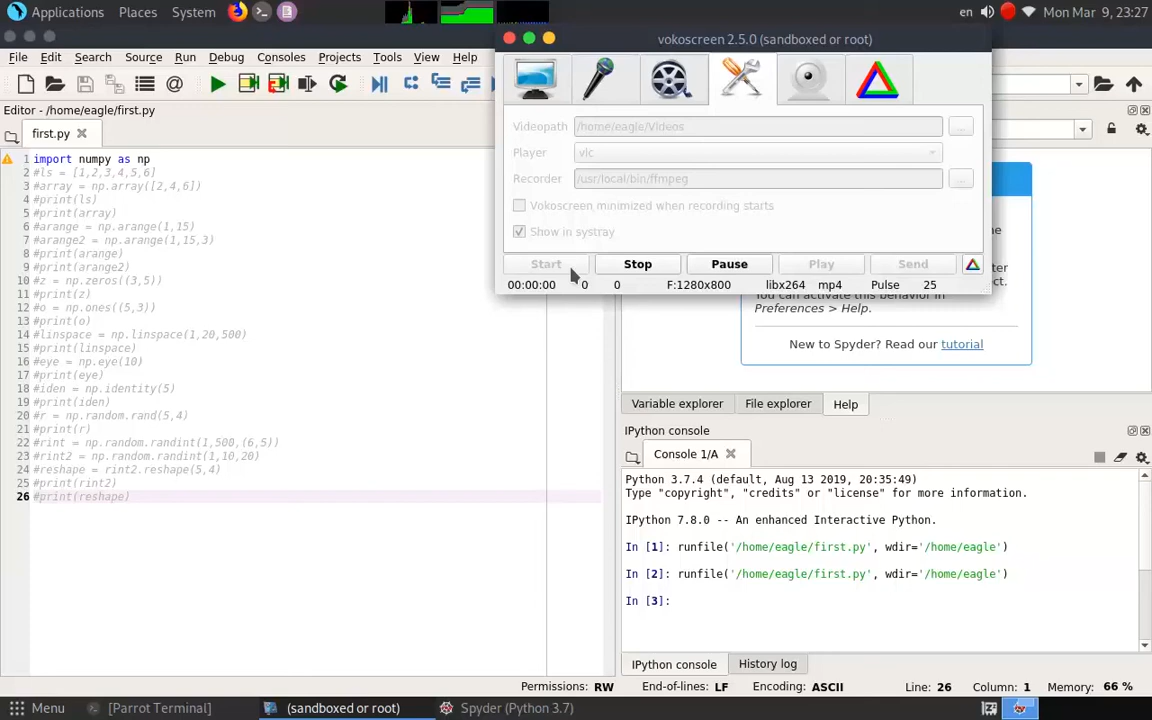 Applications Places System en Mon Mar 9, 23:27
vokoscreen 2.5.0 (sandboxed or root)
File Edit Search Source Run Debug Consoles Projects Tools View Help
Editor - /home/eagle/first.py
first.py
1 import numpy as np
2 #ls = [1,2,3,4,5,6]
3 #array = np.array([2,4,6])
4 #print(ls)
5 #print(array)
6 #arange = np.arange(1,15)
7 #arange2 = np.arange(1,15,3)
8 #print(arange)
9 #print(arange2)
10 #z = np.zeros((3,5))
11 #print(z)
12 #o = np.ones((5,3))
13 #print(o)
14 #linspace = np.linspace(1,20,500)
15 #print(linspace)
16 #eye = np.eye(10)
17 #print(eye)
18 #iden = np.identity(5)
19 #print(iden)
20 #r = np.random.rand(5,4)
21 #print(r)
22 #rint = np.random.randint(1,500,(6,5))
23 #rint2 = np.random.randint(1,10,20)
24 #reshape = rint2.reshape(5,4)
25 #print(rint2)
26 #print(reshape)
Videopath /home/eagle/Videos ...
Player vlc
Recorder /usr/local/bin/ffmpeg ...
Vokoscreen minimized when recording starts
Show in systray
Start Stop Pause Play Send
00:00:00 0 0 F:1280x800 libx264 mp4 Pulse 25
You can activate this behavior in
Preferences > Help.
New to Spyder? Read our tutorial
Variable explorer File explorer Help
IPython console
Console 1/A
Python 3.7.4 (default, Aug 13 2019, 20:35:49)
Type "copyright", "credits" or "license" for more information.
IPython 7.8.0 -- An enhanced Interactive Python.
In [1]: runfile('/home/eagle/first.py', wdir='/home/eagle')
In [2]: runfile('/home/eagle/first.py', wdir='/home/eagle')
In [3]:
IPython console History log
Permissions: RW End-of-lines: LF Encoding: ASCII Line: 26 Column: 1 Memory: 66 %
Menu [Parrot Terminal] (sandboxed or root) Spyder (Python 3.7)